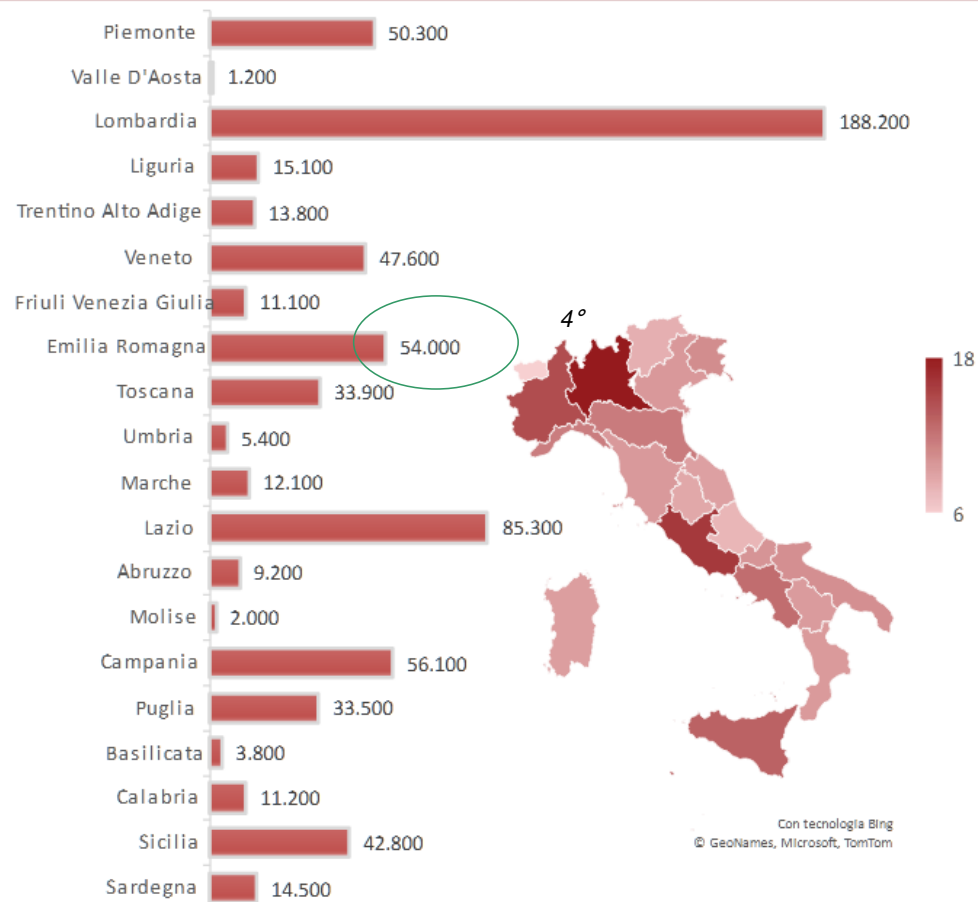 Piemonte 50.300
Valle D'Aosta 1.200
Lombardia 188.200
Liguria 15.100
Trentino Alto Adige 13.800
Veneto 47.600
Friuli Venezia Giulia 11.100
4°
Emilia Romagna 54.000
18
Toscana 33.900
Umbria 5.400
Marche 12.100
6
Lazio 85.300
Abruzzo 9.200
Molise 2.000
Campania 56.100
Puglia 33.500
Basilicata 3.800
Calabria 11.200
Sicilia 42.800
Sardegna 14.500
Con tecnologia Bing
© GeoNames, Microsoft, TomTom